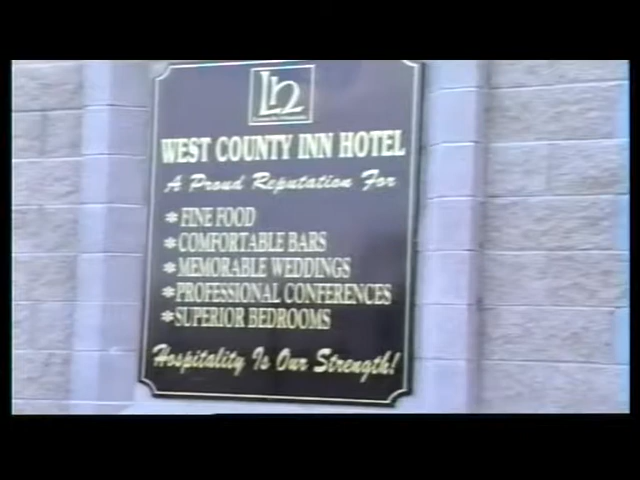 WEST COUNTY INN HOTEL
A Proud Reputation For
* FINE FOOD
* COMFORTABLE BARS
* MEMORABLE WEDDINGS
* PROFESSIONAL CONFERENCES
* SUPERIOR BEDROOMS
Hospitality Is Our Strength!